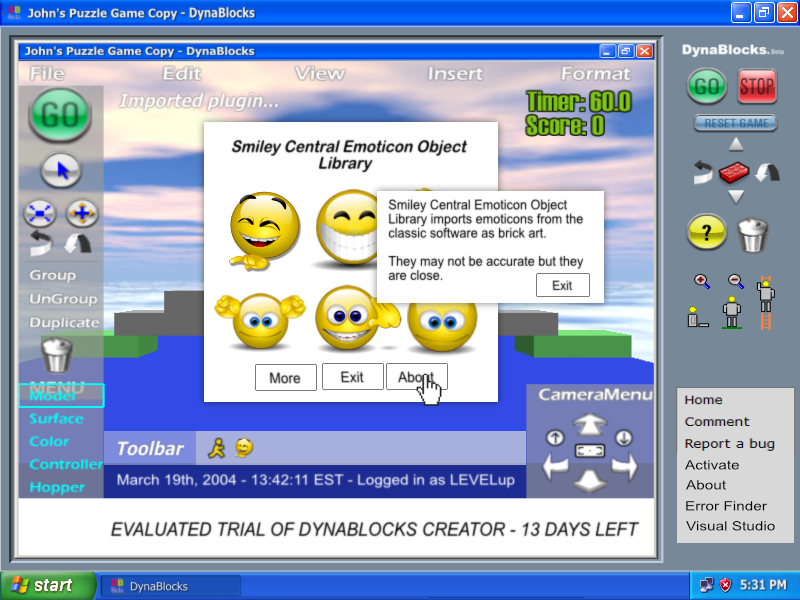 John's Puzzle Game Copy - DynaBlocks
John's Puzzle Game Copy - DynaBlocks
File Edit View Insert Format
GO
Imported plugin...
Timer: 60.0
Score: 0
Smiley Central Emoticon Object
Library
Smiley Central Emoticon Object
Library imports emoticons from the
classic software as brick art.
They may not be accurate but they
are close.
Exit
More Exit About
Group
UnGroup
Duplicate
MENU
Model
Surface
Color
Controller
Hopper
Toolbar
March 19th, 2004 - 13:42:11 EST - Logged in as LEVELup
CameraMenu
EVALUATED TRIAL OF DYNABLOCKS CREATOR - 13 DAYS LEFT
DynaBlocks. Beta
GO STOP
RESET GAME
?
Home
Comment
Report a bug
Activate
About
Error Finder
Visual Studio
start DynaBlocks 5:31 PM